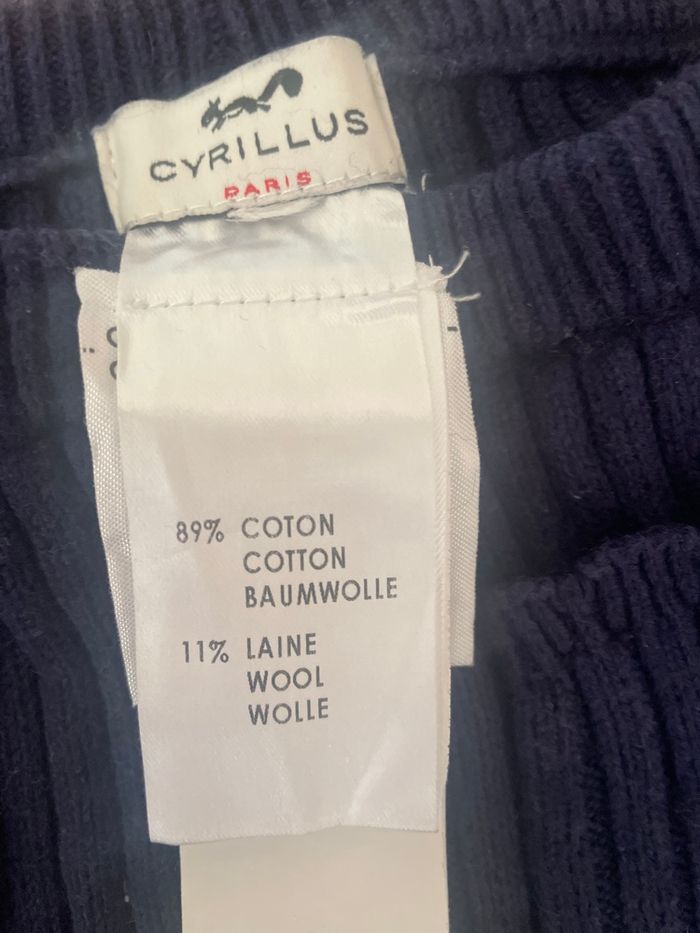 CYRILLUS
PARIS
89% COTON
COTTON
BAUMWOLLE
11% LAINE
WOOL
WOLLE